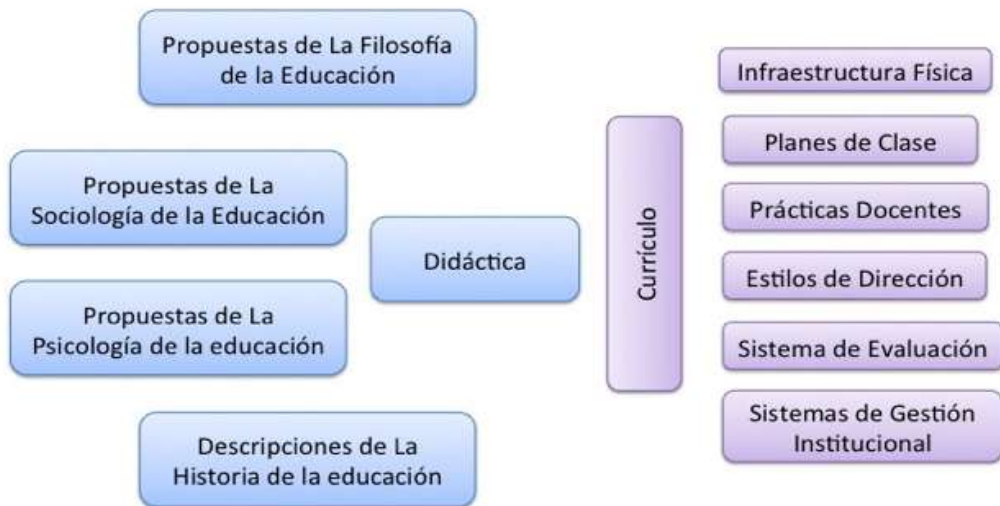 Propuestas de La Filosofía
de la Educación
Propuestas de La
Sociología de la Educación
Propuestas de La
Psicología de la educación
Descripciones de La
Historia de la educación
Didáctica
Currículo
Infraestructura Física
Planes de Clase
Prácticas Docentes
Estilos de Dirección
Sistema de Evaluación
Sistemas de Gestión
Institucional